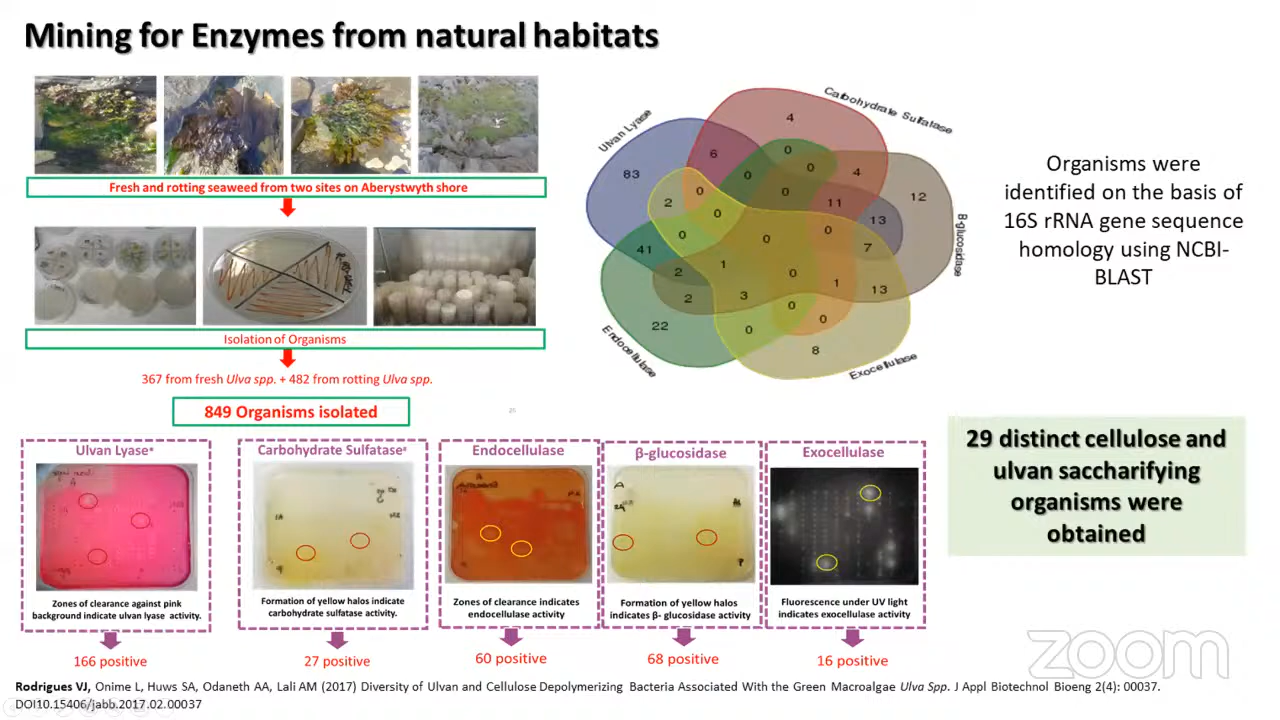 Mining for Enzymes from natural habitats
Fresh and rotting seaweed from two sites on Aberystwyth shore
Isolation of Organisms
367 from fresh Ulva spp. + 482 from rotting Ulva spp.
849 Organisms isolated
Ulvan Lyase
Carbohydrate Sulfatase
B-glucosidase
Exocellulase
Endocellulase
4
0
6
0
0
4
83
12
0
0
11
2
0
13
0
0
0
7
41
1
2
0
1
13
2
3
0
0
22
0
8
Organisms were
identified on the basis of
16S rRNA gene sequence
homology using NCBI-
BLAST
29 distinct cellulose and
ulvan saccharifying
organisms were
obtained
Ulvan Lyase*
Zones of clearance against pink
background indicate ulvan lyase activity.
166 positive
Carbohydrate Sulfatase
Formation of yellow halos indicate
carbohydrate sulfatase activity.
27 positive
Endocellulase
Zones of clearance indicates
endocellulase activity
60 positive
β-glucosidase
Formation of yellow halos
indicates β- glucosidase activity
68 positive
Exocellulase
Fluorescence under UV light
indicates exocellulase activity
16 positive
zoom
Rodrigues VJ, Onime L, Huws SA, Odaneth AA, Lali AM (2017) Diversity of Ulvan and Cellulose Depolymerizing Bacteria Associated With the Green Macroalgae Ulva Spp. J Appl Biotechnol Bioeng 2(4): 00037.
DOI10.15406/jabb.2017.02.00037